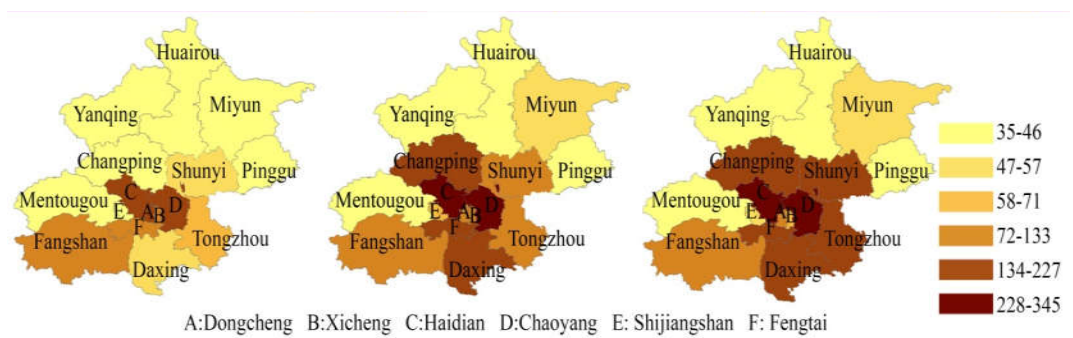 Huairou
Yanqing
Miyun
Changping
Shunyi
Pinggu
Mentougou
C
E
A
B
D
F
Fangshan
Tongzhou
Daxing
Huairou
Yanqing
Miyun
Changping
Shunyi
Pinggu
Mentougou
C
E
A
B
D
F
Fangshan
Tongzhou
Daxing
Huairou
Yanqing
Miyun
Changping
Shunyi
Pinggu
Mentougou
C
E
A
B
D
F
Fangshan
Tongzhou
Daxing
35-46
47-57
58-71
72-133
134-227
228-345
A:Dongcheng B:Xicheng C:Haidian D:Chaoyang E: Shijiangshan F: Fengtai